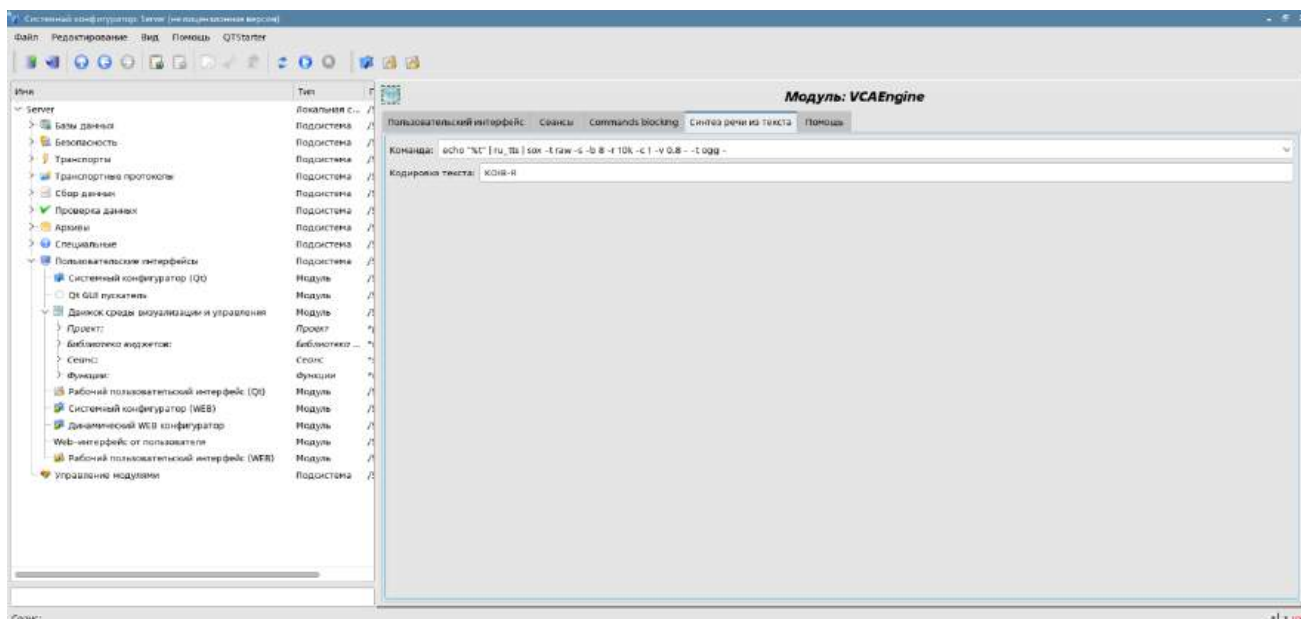 Системный конфигуратор: Server (нелицензионная версия)
Файл Редактирование Вид Помощь QTStarter
Имя Тип
Server Локальная с...
Базы данных Подсистема
Безопасность Подсистема
Транспорты Подсистема
Транспортные протоколы Подсистема
Сбор данных Подсистема
Проверка данных Подсистема
Архивы Подсистема
Специальные Подсистема
Пользовательские интерфейсы Подсистема
Системный конфигуратор (Qt) Модуль
Qt GUI пускатель Модуль
Движок среды визуализации и управления Модуль
Проект: Проект
Библиотека виджетов: Библиотека ...
Сеанс: Сеанс
Функции: Функции
Рабочий пользовательский интерфейс (Qt) Модуль
Системный конфигуратор (WEB) Модуль
Динамический WEB конфигуратор Модуль
Web-интерфейс от пользователя Модуль
Рабочий пользовательский интерфейс (WEB) Модуль
Управление модулями Подсистема
Модуль: VCAEngine
Пользовательский интерфейс Сеансы Commands blocking Синтез речи из текста Помощь
Команда: echo "%t" | ru_tts | sox -t raw -s -b 8 -r 10k -c 1 -v 0.8 - -t ogg -
Кодировка текста: KOI8-R